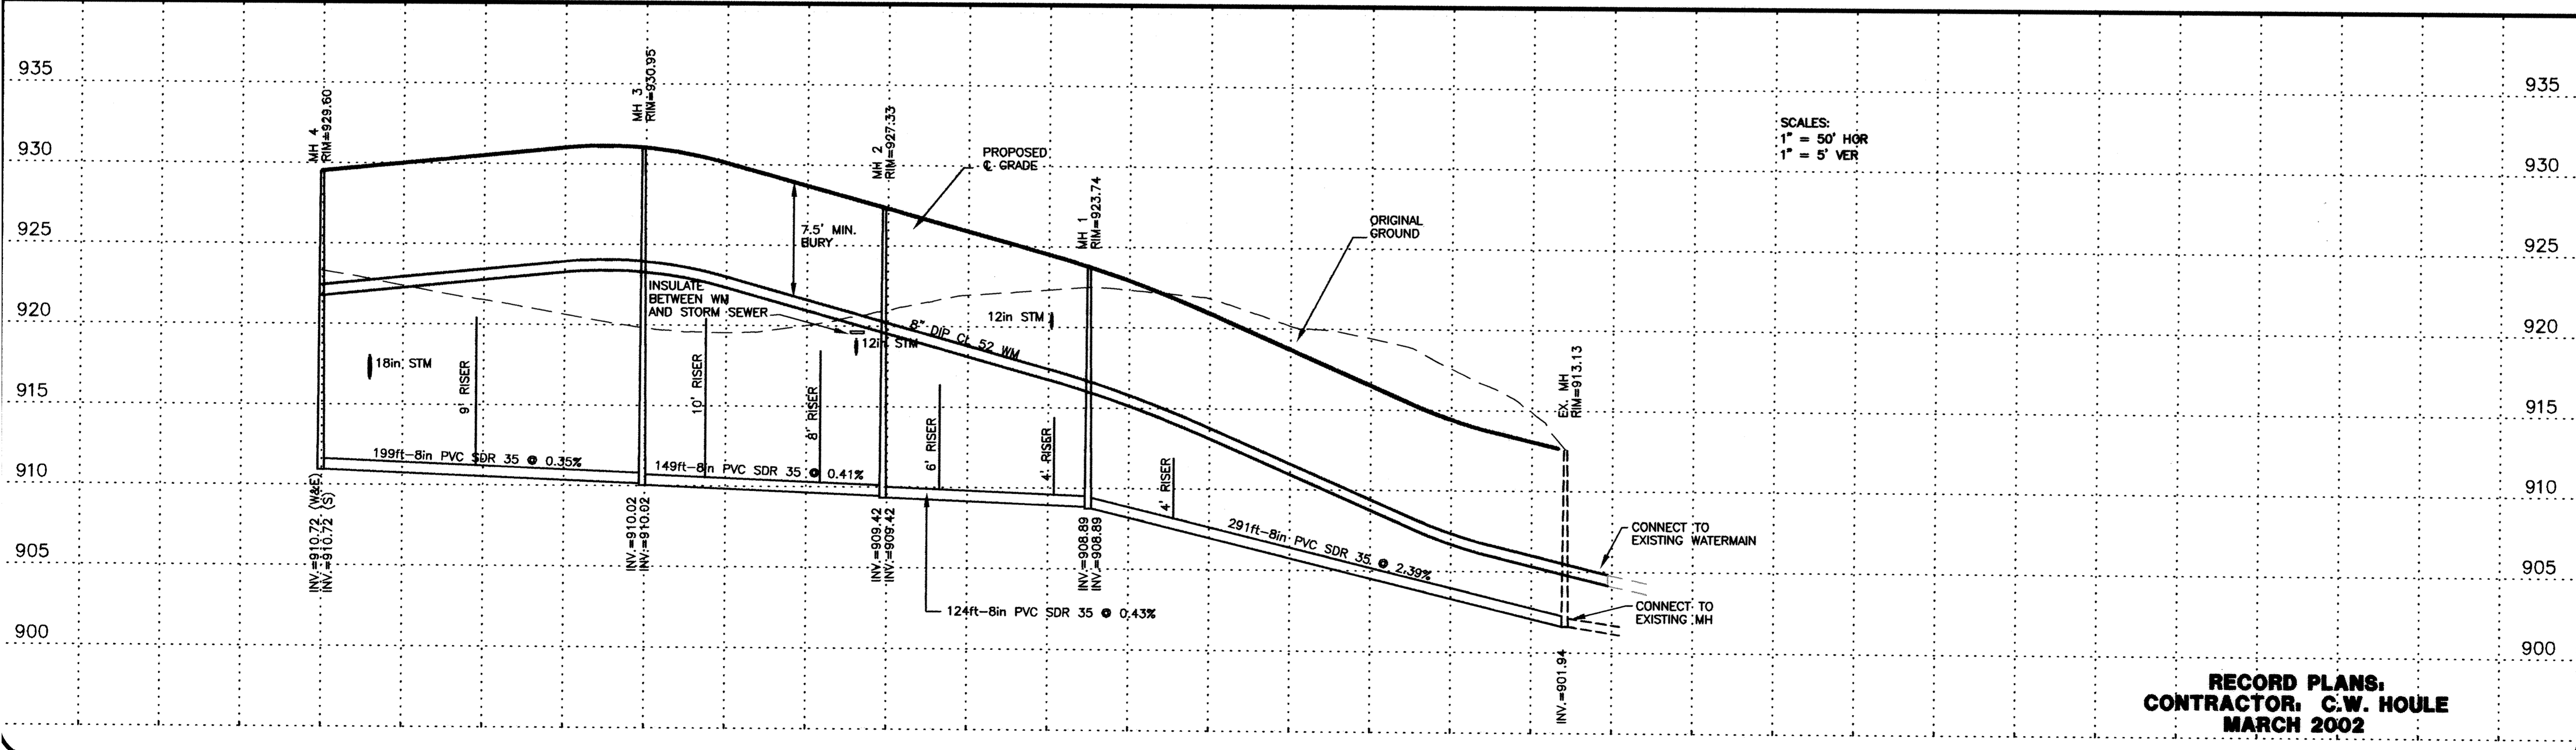 935
930
925
920
915
910
905
900
MH 4
RIM=929.60
MH 3
RIM=930.95
MH 2
RIM=927.33
MH 1
RIM=923.74
EX. MH
RIM=913.13
PROPOSED
℄ GRADE
ORIGINAL
GROUND
SCALES:
1" = 50' HOR
1" = 5' VER
7.5' MIN.
BURY
INSULATE
BETWEEN WM
AND STORM SEWER
8" DIP CL 52 WM
18in STM
12in STM
12in STM
9' RISER
10' RISER
8' RISER
6' RISER
4' RISER
4' RISER
199ft-8in PVC SDR 35 @ 0.35%
149ft-8in PVC SDR 35 @ 0.41%
124ft-8in PVC SDR 35 @ 0.43%
291ft-8in PVC SDR 35 @ 2.39%
INV.=910.72 (W&E)
INV.=910.72 (S)
INV.=910.02
INV.=910.02
INV.=909.42
INV.=909.42
INV.=908.89
INV.=908.89
INV.=901.94
CONNECT TO
EXISTING WATERMAIN
CONNECT TO
EXISTING MH
935
930
925
920
915
910
905
900
RECORD PLANS:
CONTRACTOR: C.W. HOULE
MARCH 2002